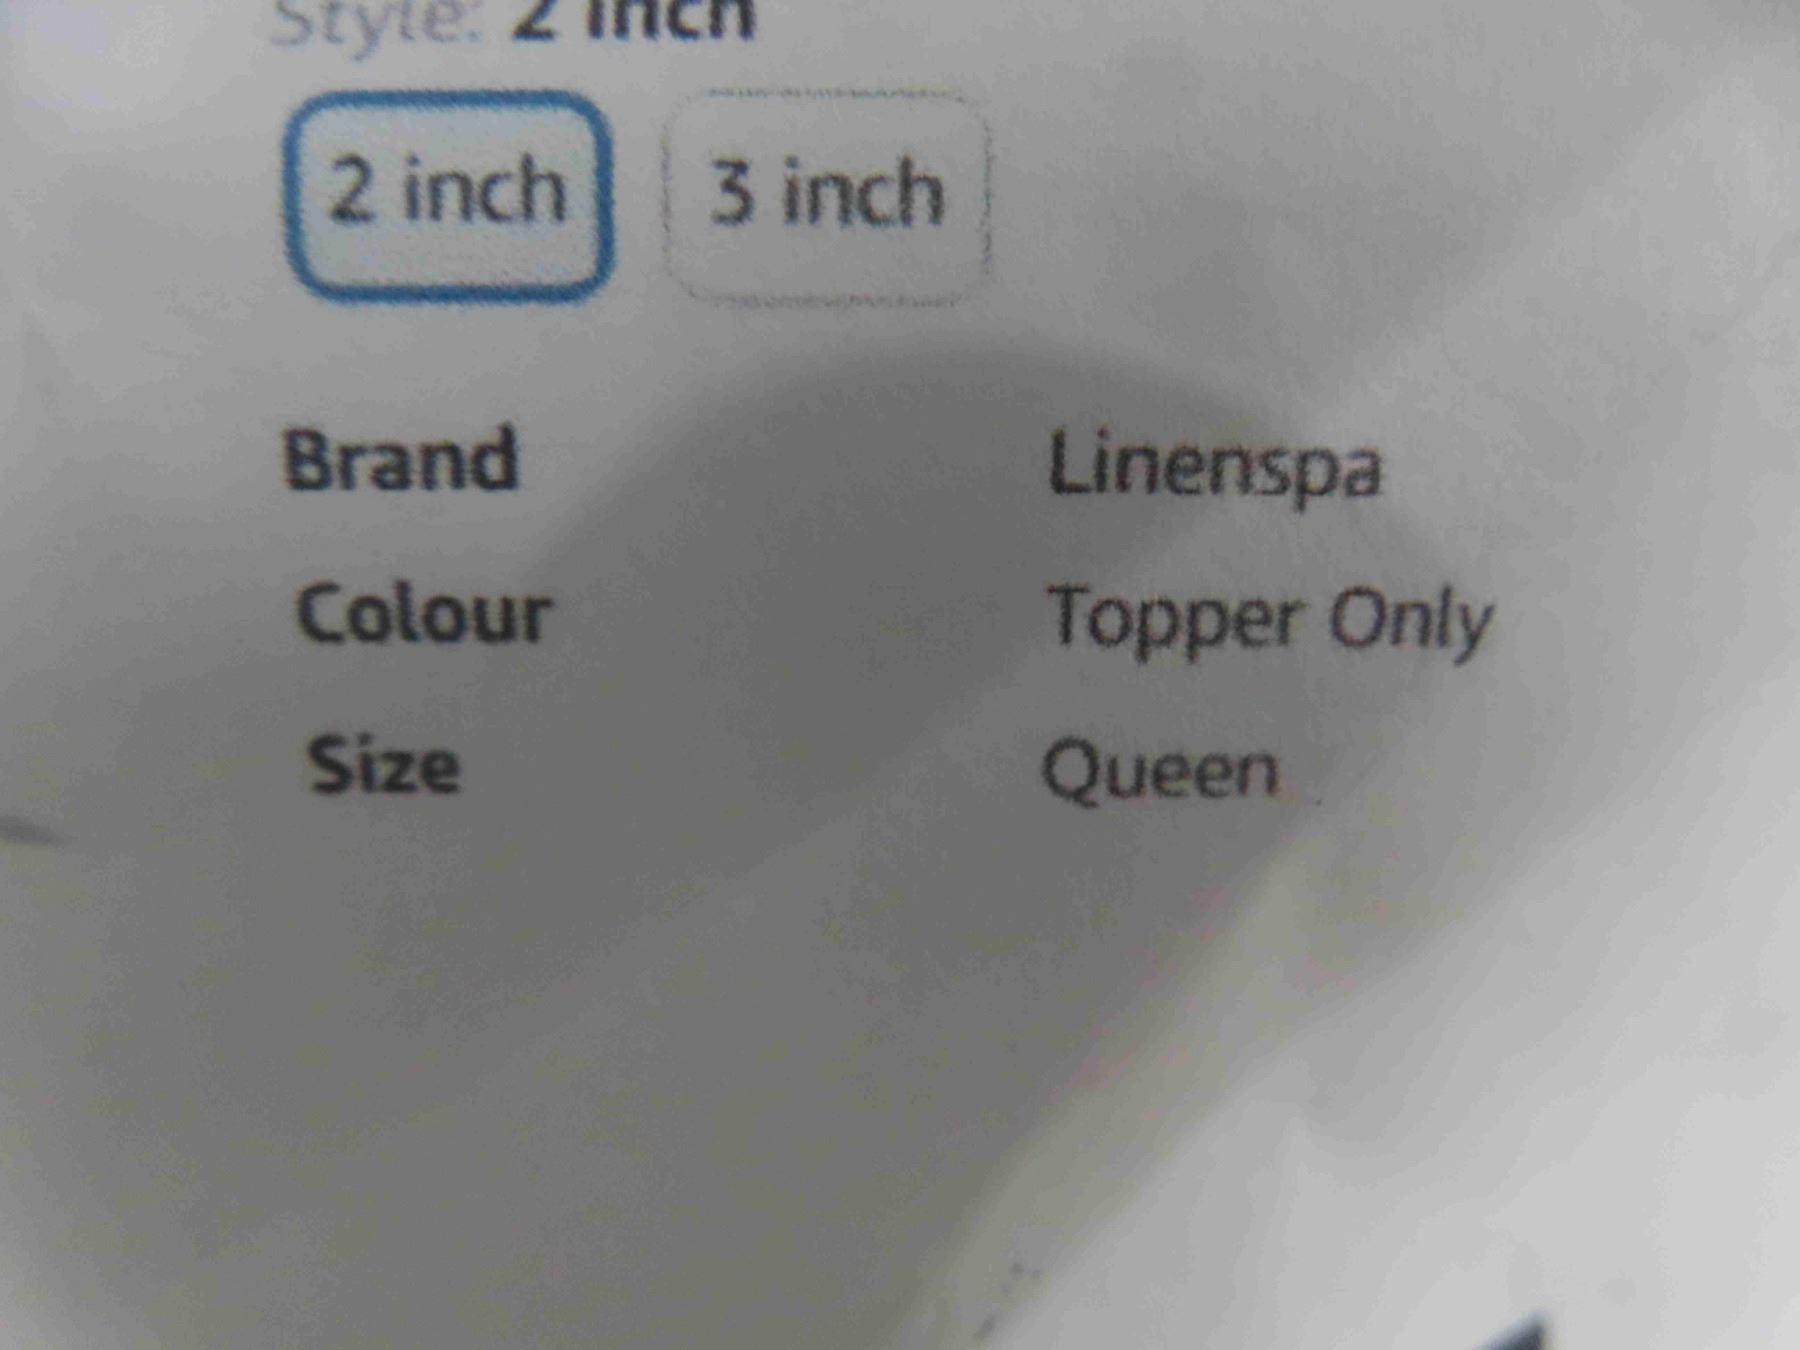 Style: 2 inch
2 inch 3 inch
Brand Linenspa
Colour Topper Only
Size Queen